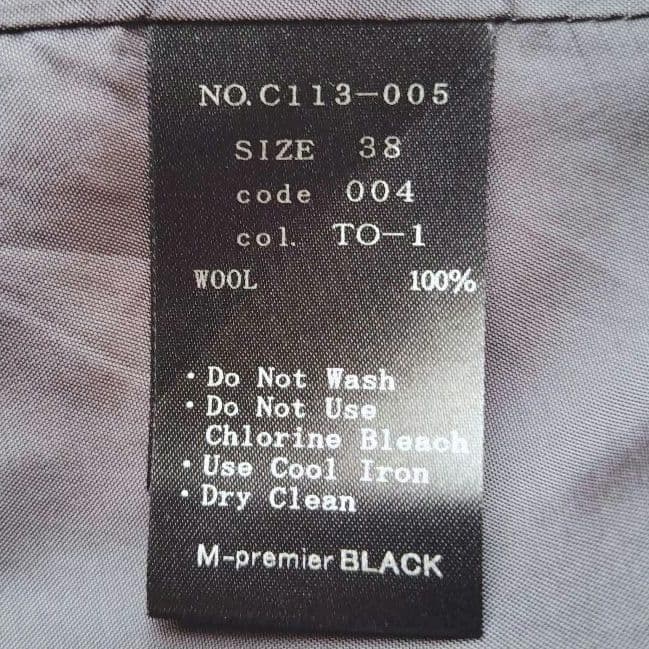 NO.C113-005
SIZE 38
code 004
col. TO-1
WOOL 100%
・Do Not Wash
・Do Not Use
Chlorine Bleach
・Use Cool Iron
・Dry Clean
M-premier BLACK